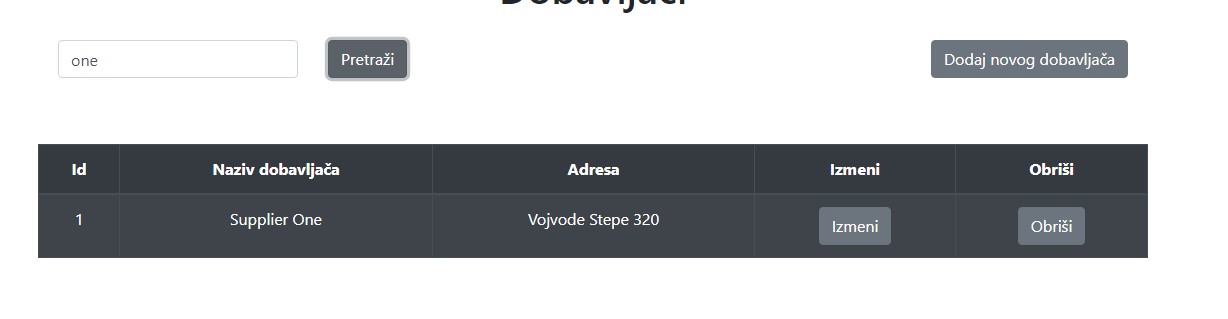 Dobavljači
one Pretraži Dodaj novog dobavljača
Id Naziv dobavljača Adresa Izmeni Obriši
1 Supplier One Vojvode Stepe 320 Izmeni Obriši